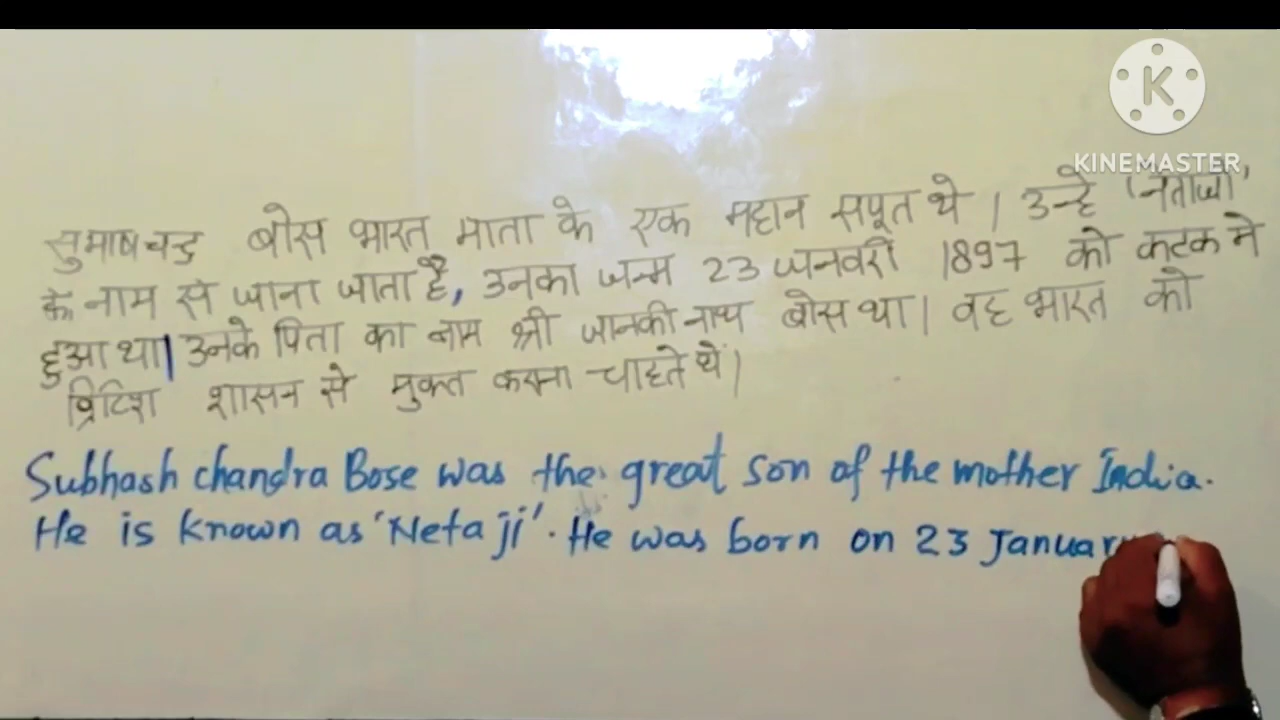 KINEMASTER
सुभाष चन्द्र बोस भारत माता के एक महान सपूत थे । उन्हे 'नेताजी'
के नाम से जाना जाता है, उनका जन्म 23 जनवरी 1897 को कटक मे
हुआ था। उनके पिता का नाम श्री जानकी नाथ बोस था। वह भारत को
ब्रिटिश शासन से मुक्त करना चाहते थे।
Subhash chandra Bose was the great son of the mother India.
He is known as 'Netaji'. He was born on 23 January